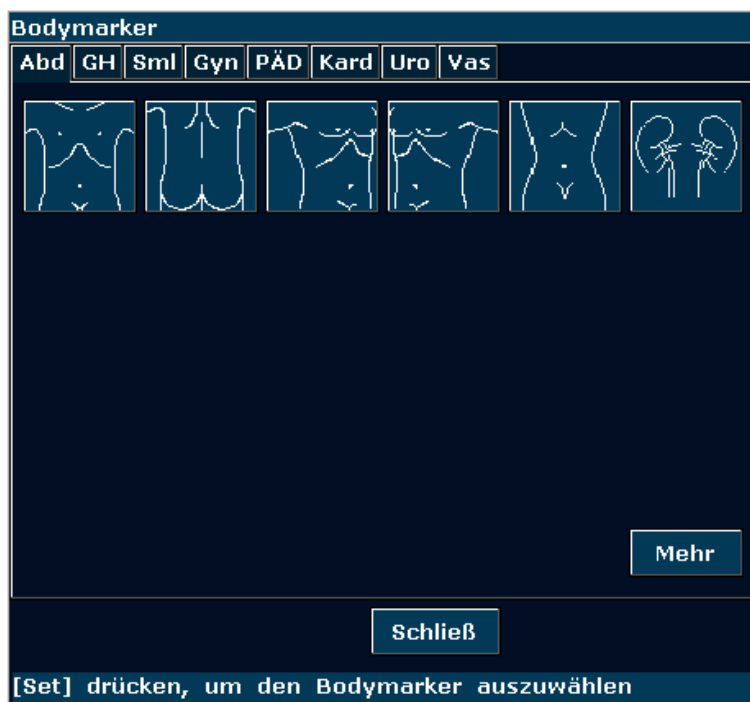 Bodymarker
Abd GH Sml Gyn PÄD Kard Uro Vas
Mehr
Schließ
[Set] drücken, um den Bodymarker auszuwählen